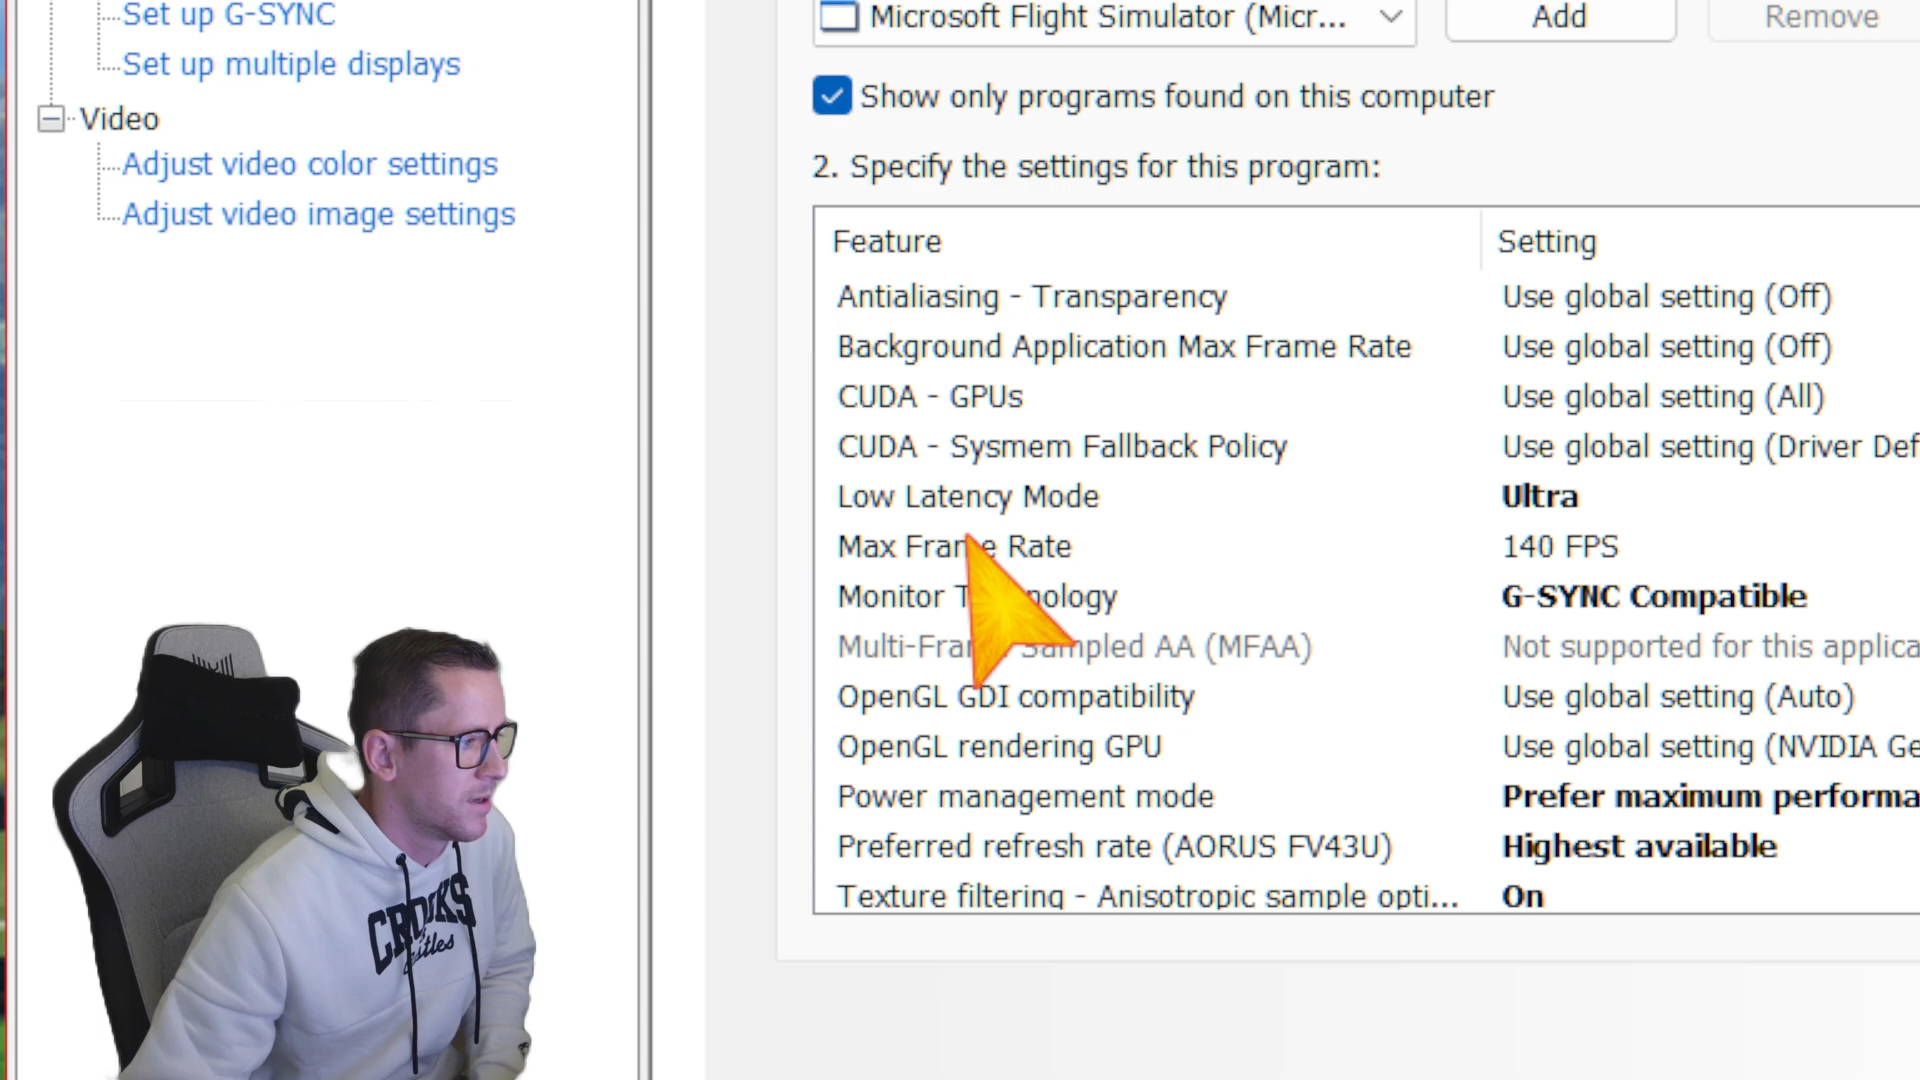 Set up G-SYNC
Set up multiple displays
Video
Adjust video color settings
Adjust video image settings
Microsoft Flight Simulator (Micr...
Add
Remove
Show only programs found on this computer
2. Specify the settings for this program:
Feature Setting
Antialiasing - Transparency Use global setting (Off)
Background Application Max Frame Rate Use global setting (Off)
CUDA - GPUs Use global setting (All)
CUDA - Sysmem Fallback Policy Use global setting (Driver Def
Low Latency Mode Ultra
Max Frame Rate 140 FPS
Monitor T nology G-SYNC Compatible
Multi-Fra Sampled AA (MFAA) Not supported for this applica
OpenGL GDI compatibility Use global setting (Auto)
OpenGL rendering GPU Use global setting (NVIDIA Ge
Power management mode Prefer maximum performa
Preferred refresh rate (AORUS FV43U) Highest available
Texture filtering - Anisotropic sample opti... On
CROOKS
Castles